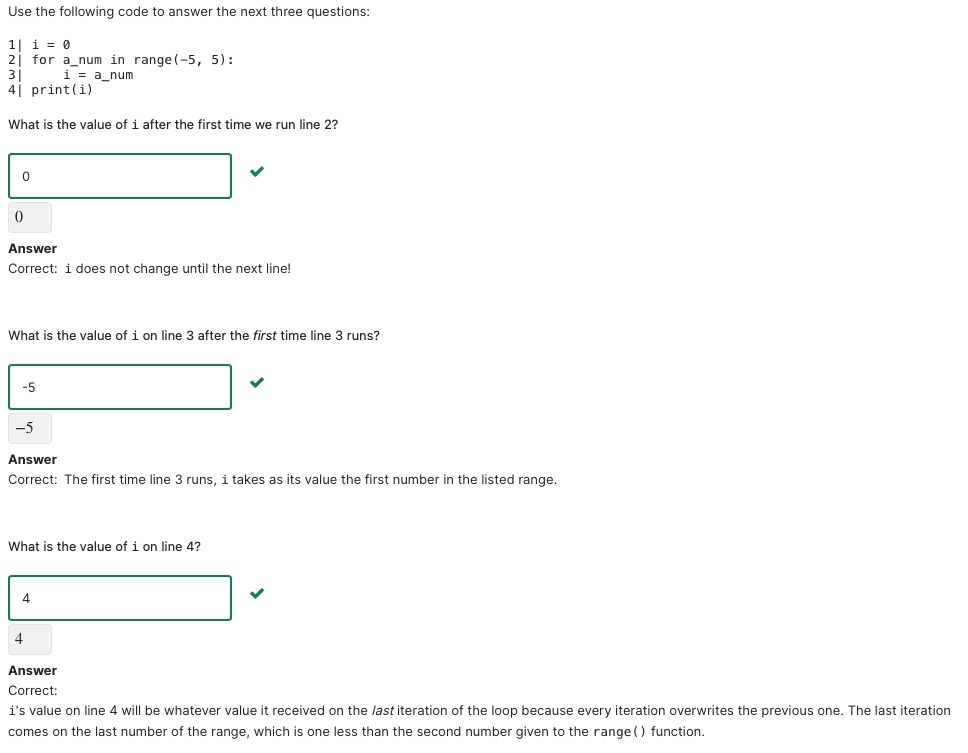 Use the following code to answer the next three questions:
1| i = 0
2| for a_num in range(-5, 5):
3|     i = a_num
4| print(i)
What is the value of i after the first time we run line 2?
0
0
Answer
Correct: i does not change until the next line!
What is the value of i on line 3 after the first time line 3 runs?
-5
−5
Answer
Correct: The first time line 3 runs, i takes as its value the first number in the listed range.
What is the value of i on line 4?
4
4
Answer
Correct:
i's value on line 4 will be whatever value it received on the last iteration of the loop because every iteration overwrites the previous one. The last iteration
comes on the last number of the range, which is one less than the second number given to the range() function.